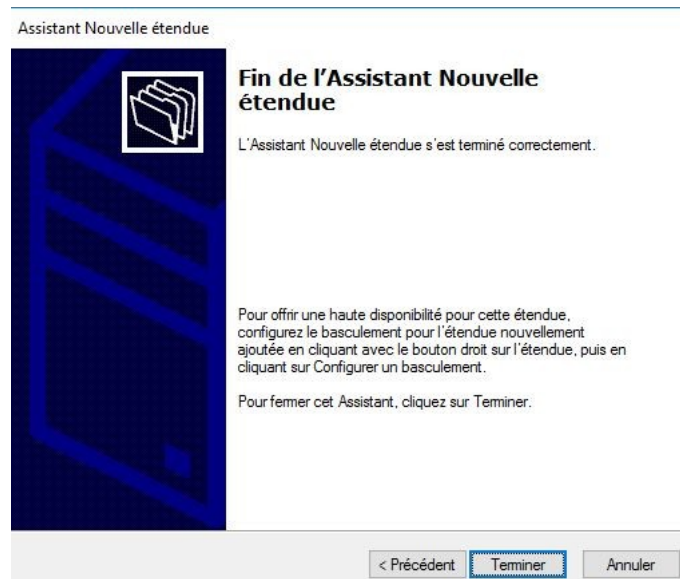 Assistant Nouvelle étendue
Fin de l’Assistant Nouvelle
étendue
L’Assistant Nouvelle étendue s’est terminé correctement.
Pour offrir une haute disponibilité pour cette étendue,
configurez le basculement pour l’étendue nouvellement
ajoutée en cliquant avec le bouton droit sur l’étendue, puis en
cliquant sur Configurer un basculement.
Pour fermer cet Assistant, cliquez sur Terminer.
< Précédent Terminer Annuler